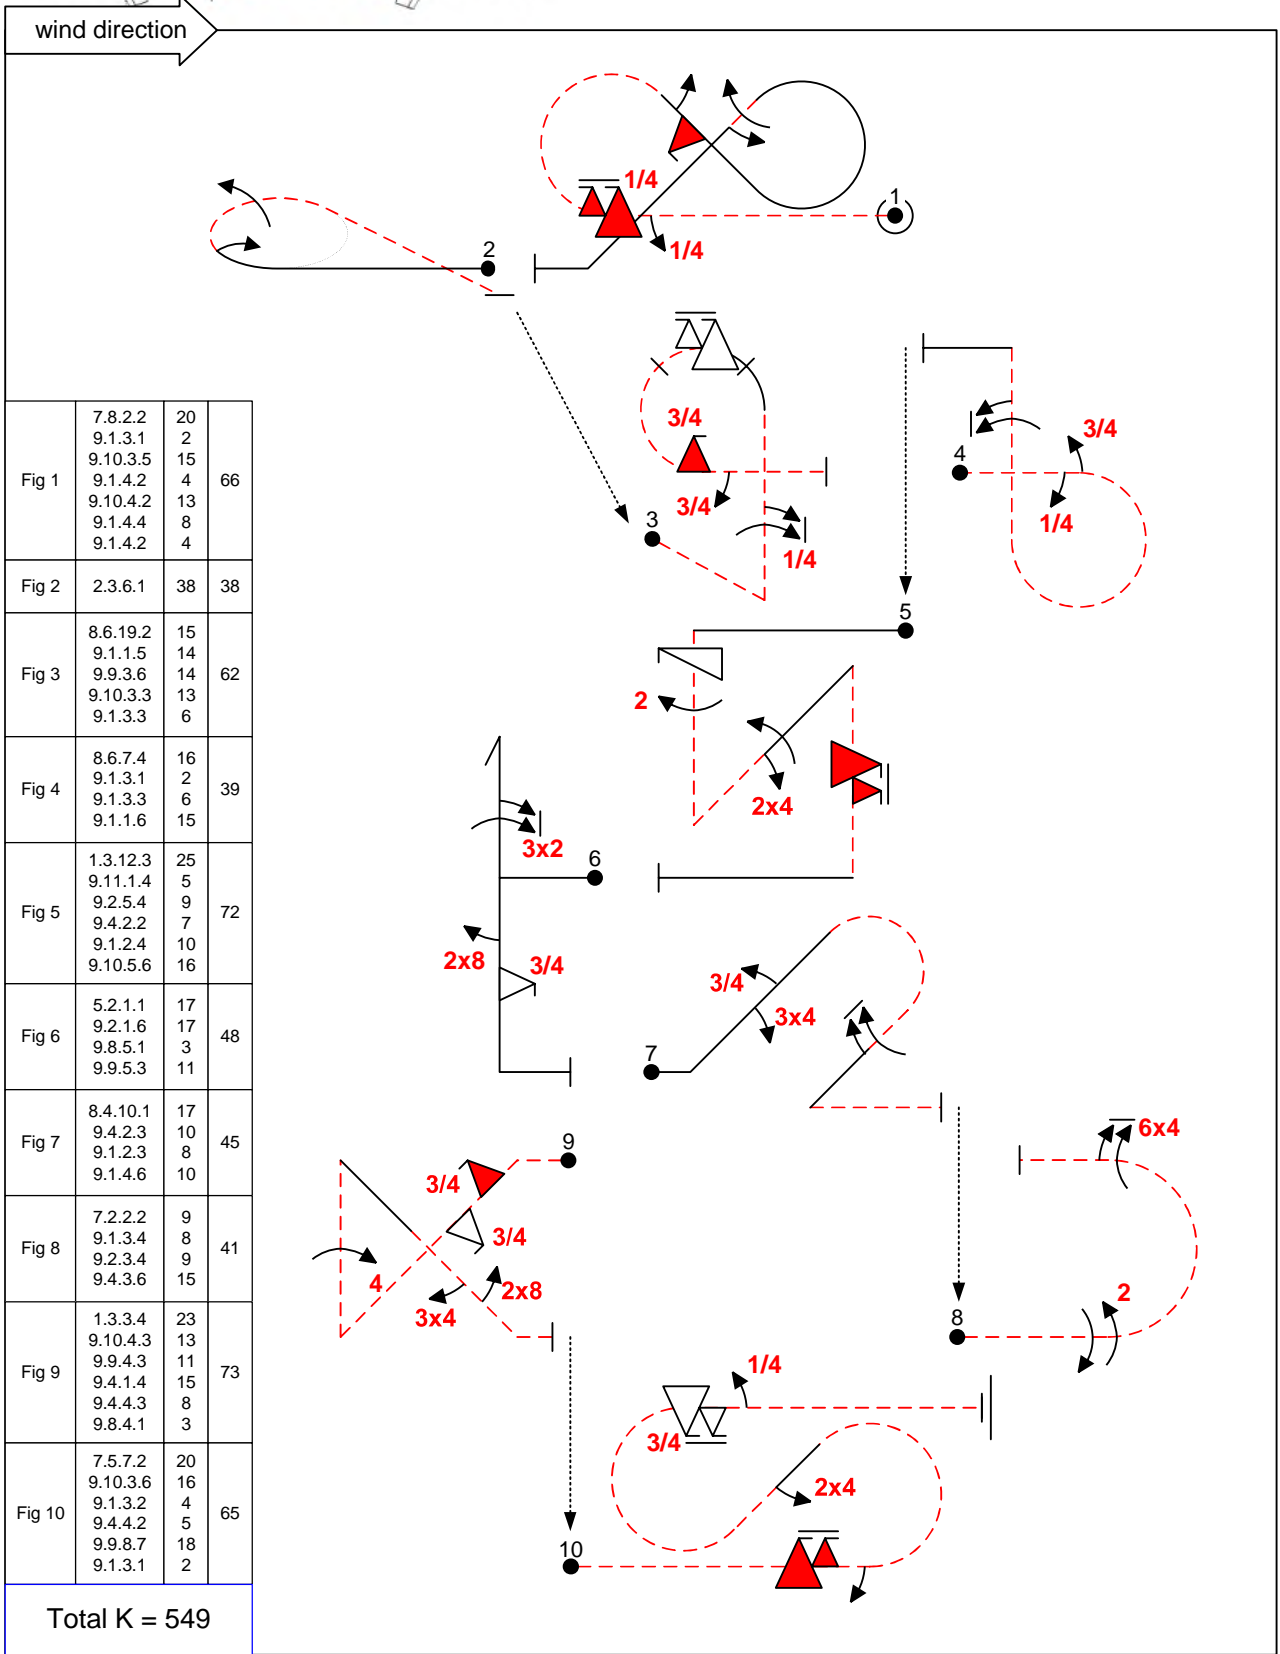 wind direction
1
1/4
1/4
2
3/4
3/4
1/4
3
4
3/4
1/4
5
2
2x4
3x2
6
2x8
3/4
7
3/4
3x4
9
3/4
3/4
2x8
3x4
4
8
6x4
2
10
1/4
3/4
2x4
Fig 1
7.8.2.2 20
9.1.3.1 2
9.10.3.5 15
9.1.4.2 4 66
9.10.4.2 13
9.1.4.4 8
9.1.4.2 4
Fig 2 2.3.6.1 38 38
Fig 3
8.6.19.2 15
9.1.1.5 14
9.9.3.6 14 62
9.10.3.3 13
9.1.3.3 6
Fig 4
8.6.7.4 16
9.1.3.1 2
9.1.3.3 6 39
9.1.1.6 15
Fig 5
1.3.12.3 25
9.11.1.4 5
9.2.5.4 9 72
9.4.2.2 7
9.1.2.4 10
9.10.5.6 16
Fig 6
5.2.1.1 17
9.2.1.6 17 48
9.8.5.1 3
9.9.5.3 11
Fig 7
8.4.10.1 17
9.4.2.3 10 45
9.1.2.3 8
9.1.4.6 10
Fig 8
7.2.2.2 9
9.1.3.4 8 41
9.2.3.4 9
9.4.3.6 15
Fig 9
1.3.3.4 23
9.10.4.3 13
9.9.4.3 11 73
9.4.1.4 15
9.4.4.3 8
9.8.4.1 3
Fig 10
7.5.7.2 20
9.10.3.6 16
9.1.3.2 4 65
9.4.4.2 5
9.9.8.7 18
9.1.3.1 2
Total K = 549